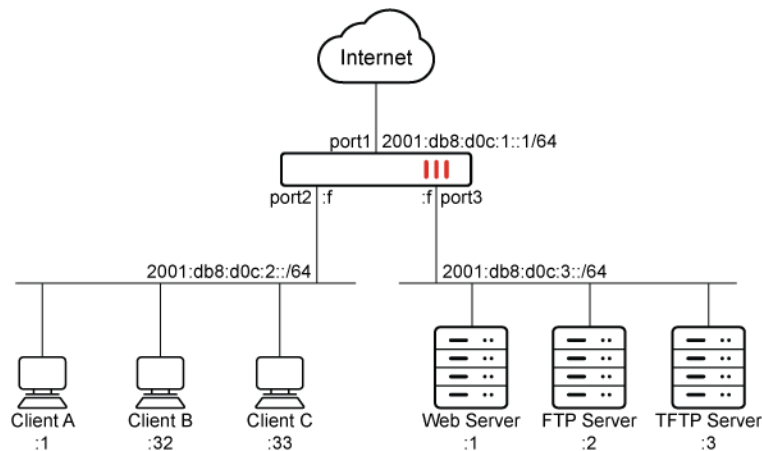 Internet
port1 2001:db8:d0c:1::1/64
port2 :f :f port3
2001:db8:d0c:2::/64 2001:db8:d0c:3::/64
Client A Client B Client C Web Server FTP Server TFTP Server
:1 :32 :33 :1 :2 :3